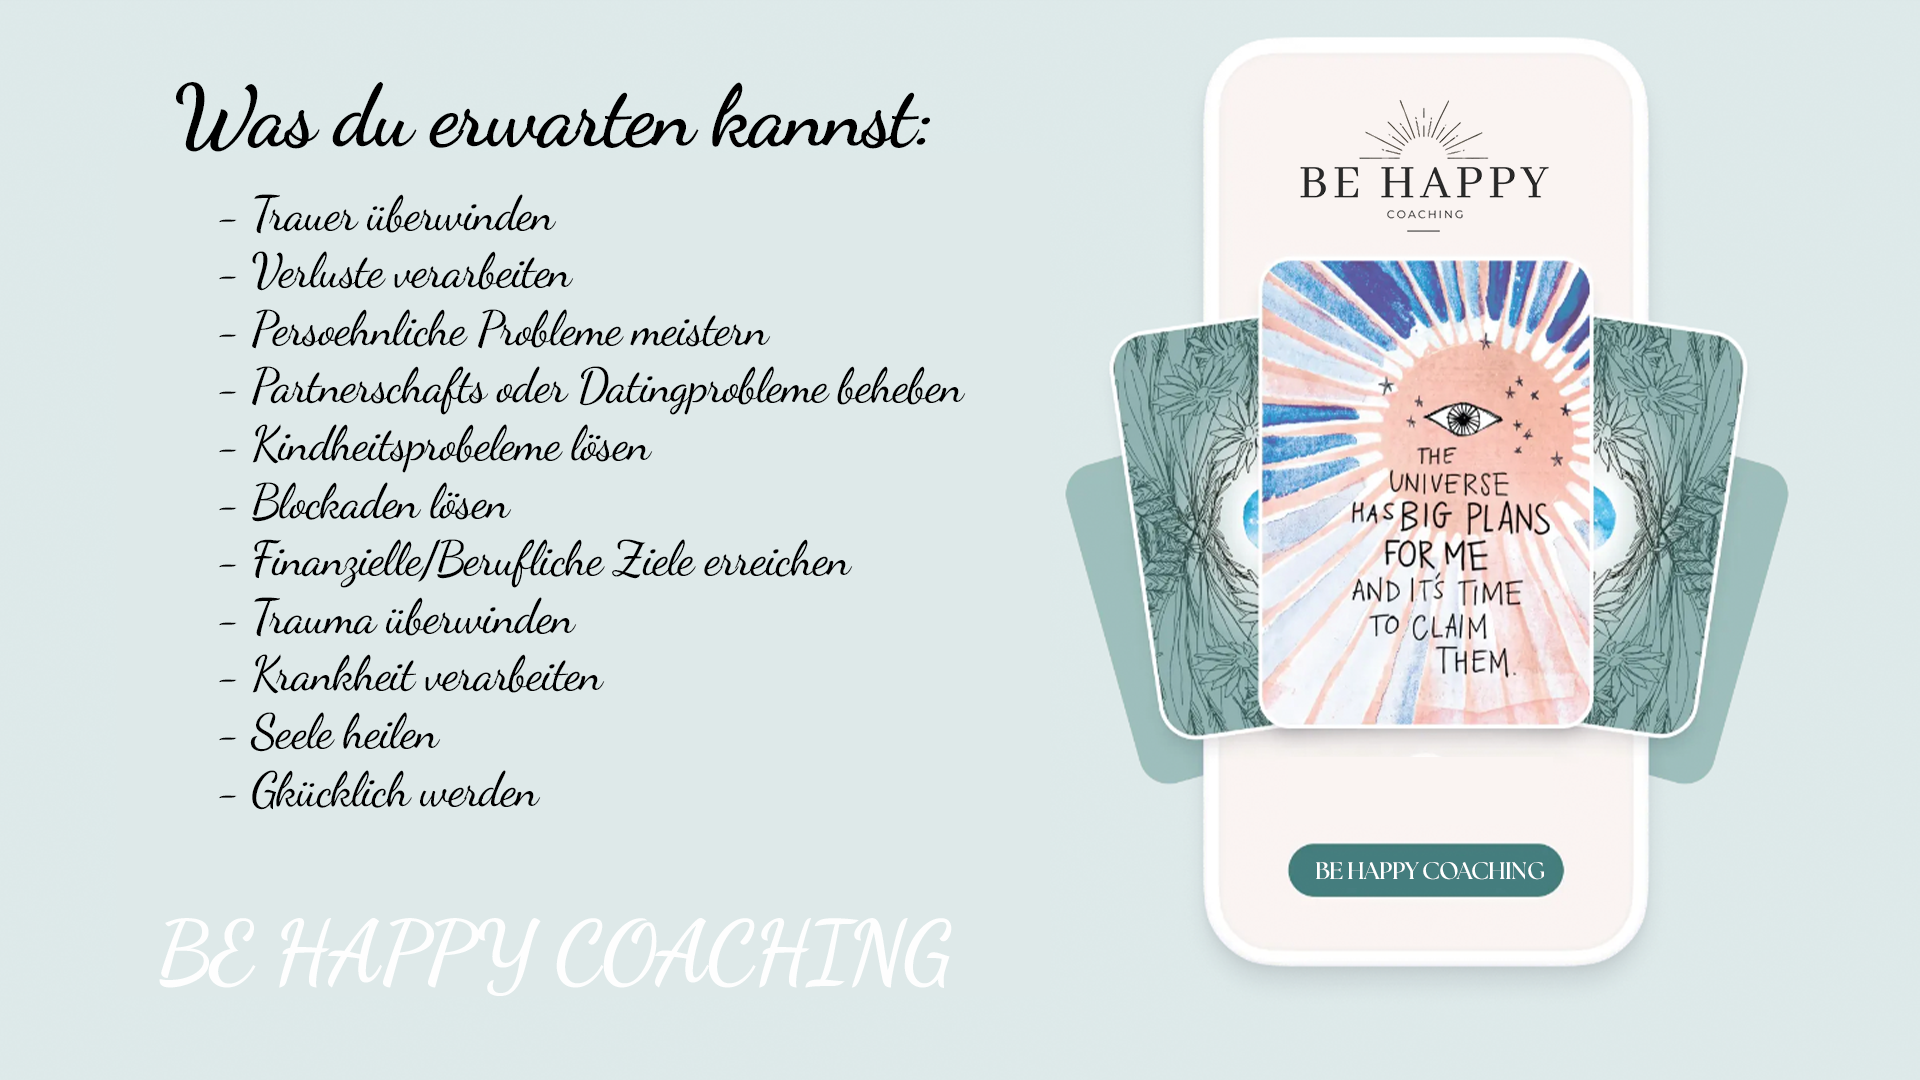 Was du erwarten kannst:
- Trauer überwinden
- Verluste verarbeiten
- Persoehnliche Probleme meistern
- Partnerschafts oder Datingprobleme beheben
- Kindheitsprobeleme lösen
- Blockaden lösen
- Finanzielle/Berufliche Ziele erreichen
- Trauma überwinden
- Krankheit verarbeiten
- Seele heilen
- Gkücklich werden
BE HAPPY COACHING
BE HAPPY
COACHING
THE
UNIVERSE
HAS BIG PLANS
FOR ME
AND IT'S TIME
TO CLAIM
THEM.
BE HAPPY COACHING